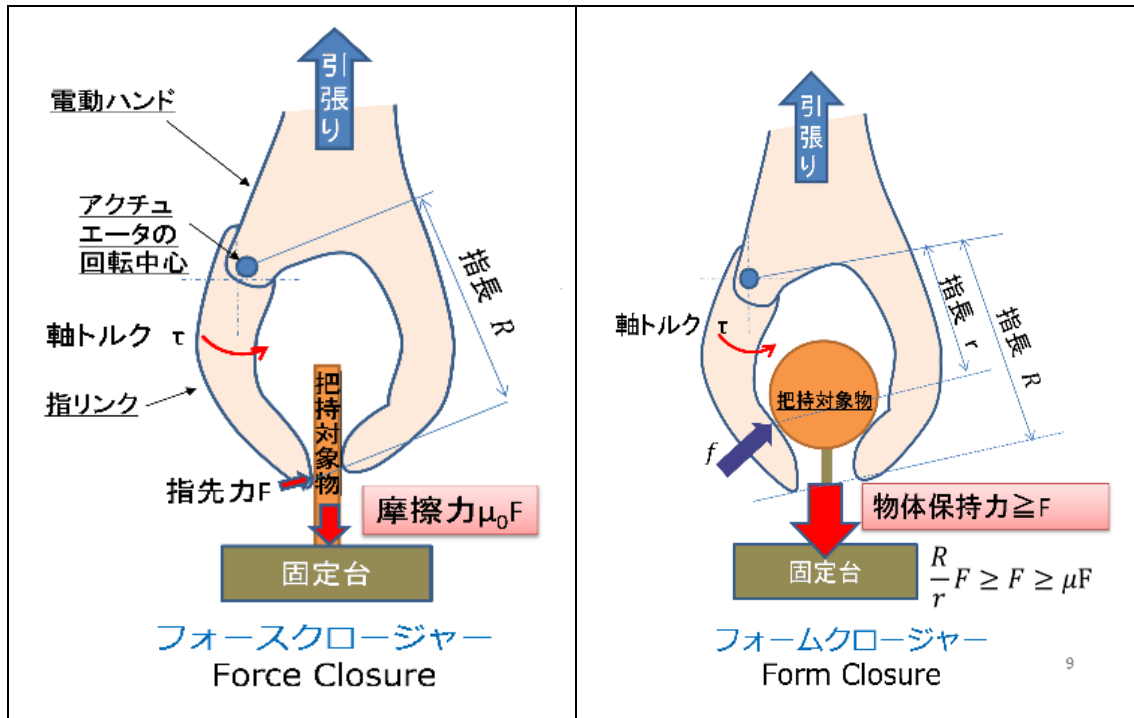 引張り
電動ハンド
アクチュ
エータの
回転中心
指長 R
軸トルク τ
指リンク
把持対象物
指先力F
摩擦力μ₀F
固定台
フォースクロージャー
Force Closure
引張り
指長 r
指長 R
軸トルク τ
把持対象物
f
物体保持力≧F
固定台
R/r F ≥ F ≥ μF
フォームクロージャー
Form Closure
9